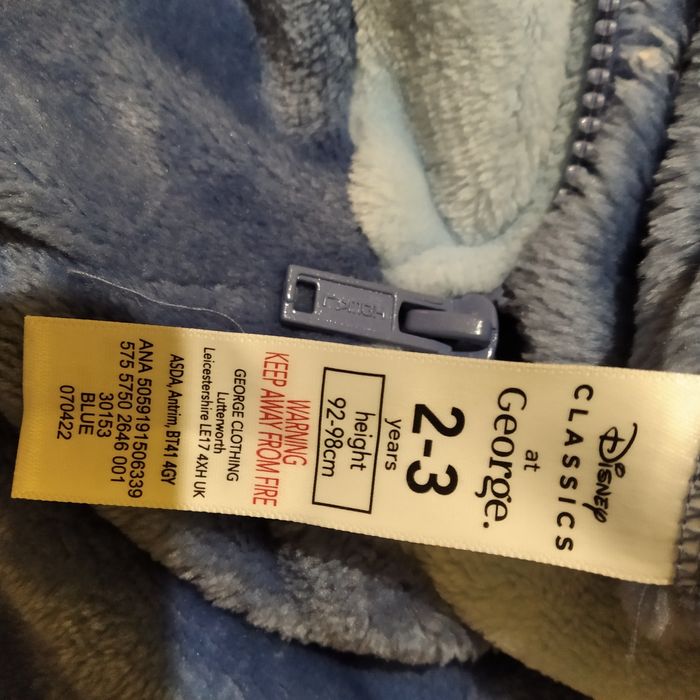 Disney
CLASSICS
at
George.
2-3
years
height
92-98cm
WARNING
KEEP AWAY FROM FIRE
GEORGE CLOTHING
Lutterworth
Leicestershire LE17 4XH UK
ASDA, Antrim, BT41 4GY
ANA 5059191506339
575 5750 2646 001
30153
BLUE
070422